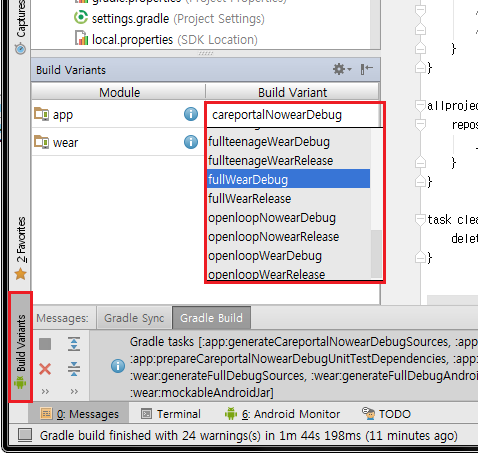 Captures
gradle.properties (Project Properties)
settings.gradle (Project Settings)
local.properties (SDK Location)
Build Variants
Module
Build Variant
app
careportalNowearDebug
wear
fullteenageWearDebug
fullteenageWearRelease
fullWearDebug
fullWearRelease
openloopNowearDebug
openloopNowearRelease
openloopWearDebug
openloopWearRelease
/
/
}
}
allproject
repos
}
}
task clea
delet
}
2: Favorites
Build Variants
Messages:
Gradle Sync
Gradle Build
Gradle tasks [:app:generateCareportalNowearDebugSources, :app
:app:prepareCareportalNowearDebugUnitTestDependencies, :app
:wear:generateFullDebugSources, :wear:generateFullDebugAndroi
:wear:mockableAndroidJar]
0: Messages
Terminal
6: Android Monitor
TODO
Gradle build finished with 24 warnings(s) in 1m 44s 198ms (11 minutes ago)